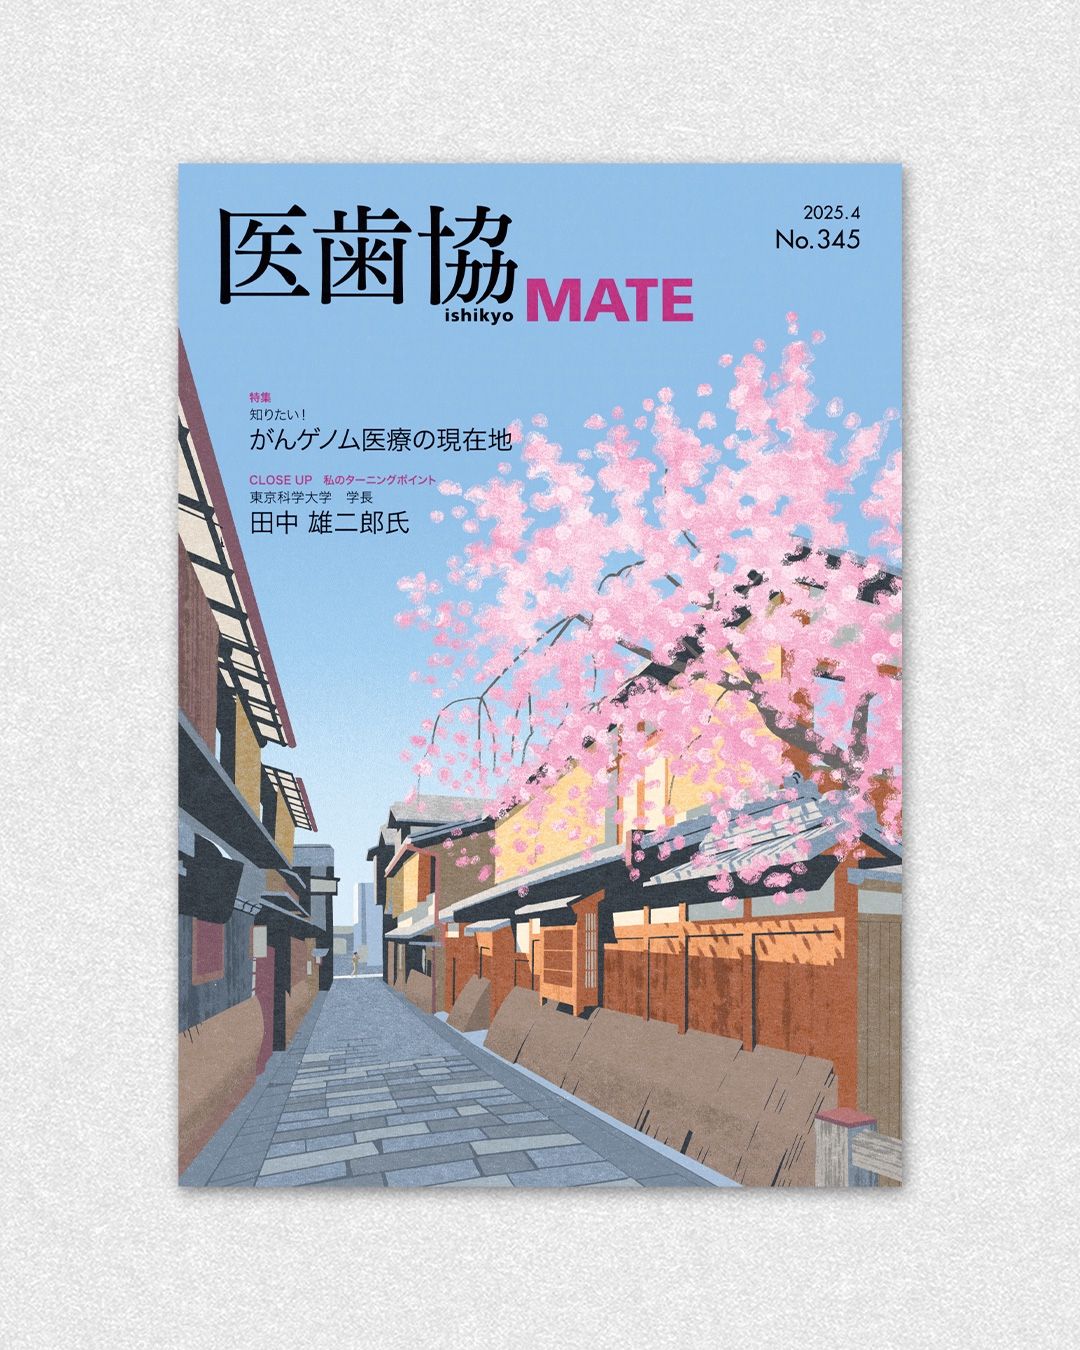 医歯協
ishikyo
MATE
2025.4
No.345
特集
知りたい！
がんゲノム医療の現在地
CLOSE UP　私のターニングポイント
東京科学大学　学長
田中 雄二郎氏